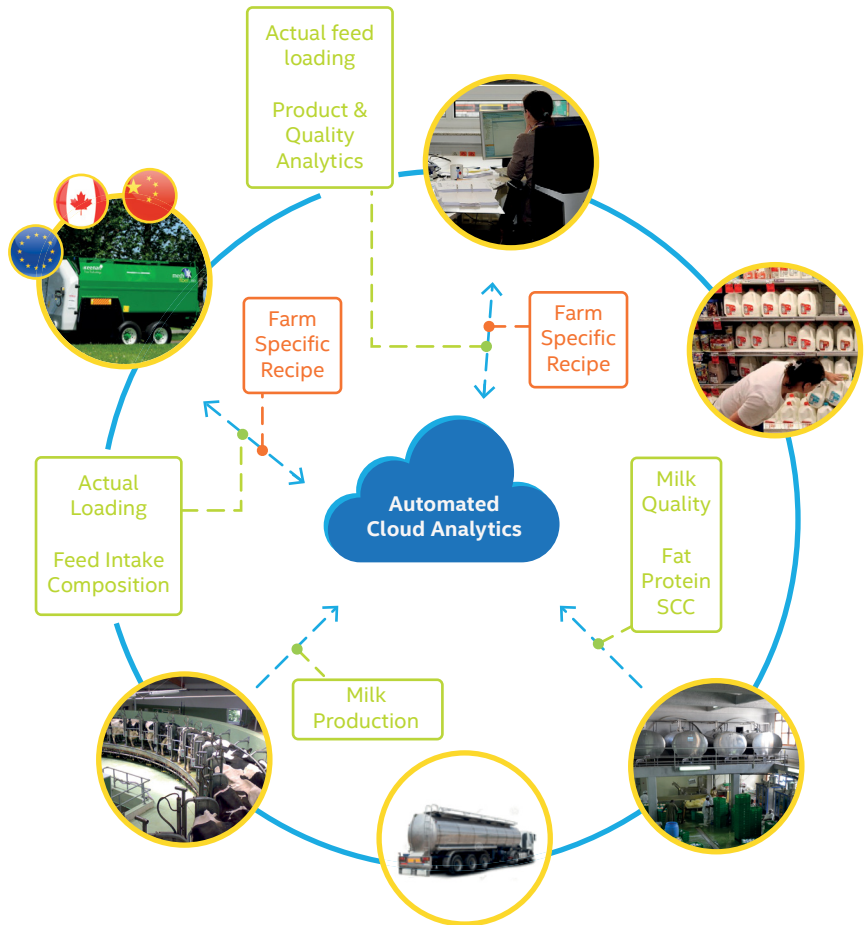 Actual feed
loading
Product &
Quality
Analytics
Farm
Specific
Recipe
Farm
Specific
Recipe
Actual
Loading
Feed Intake
Composition
Automated
Cloud Analytics
Milk
Quality
Fat
Protein
SCC
Milk
Production